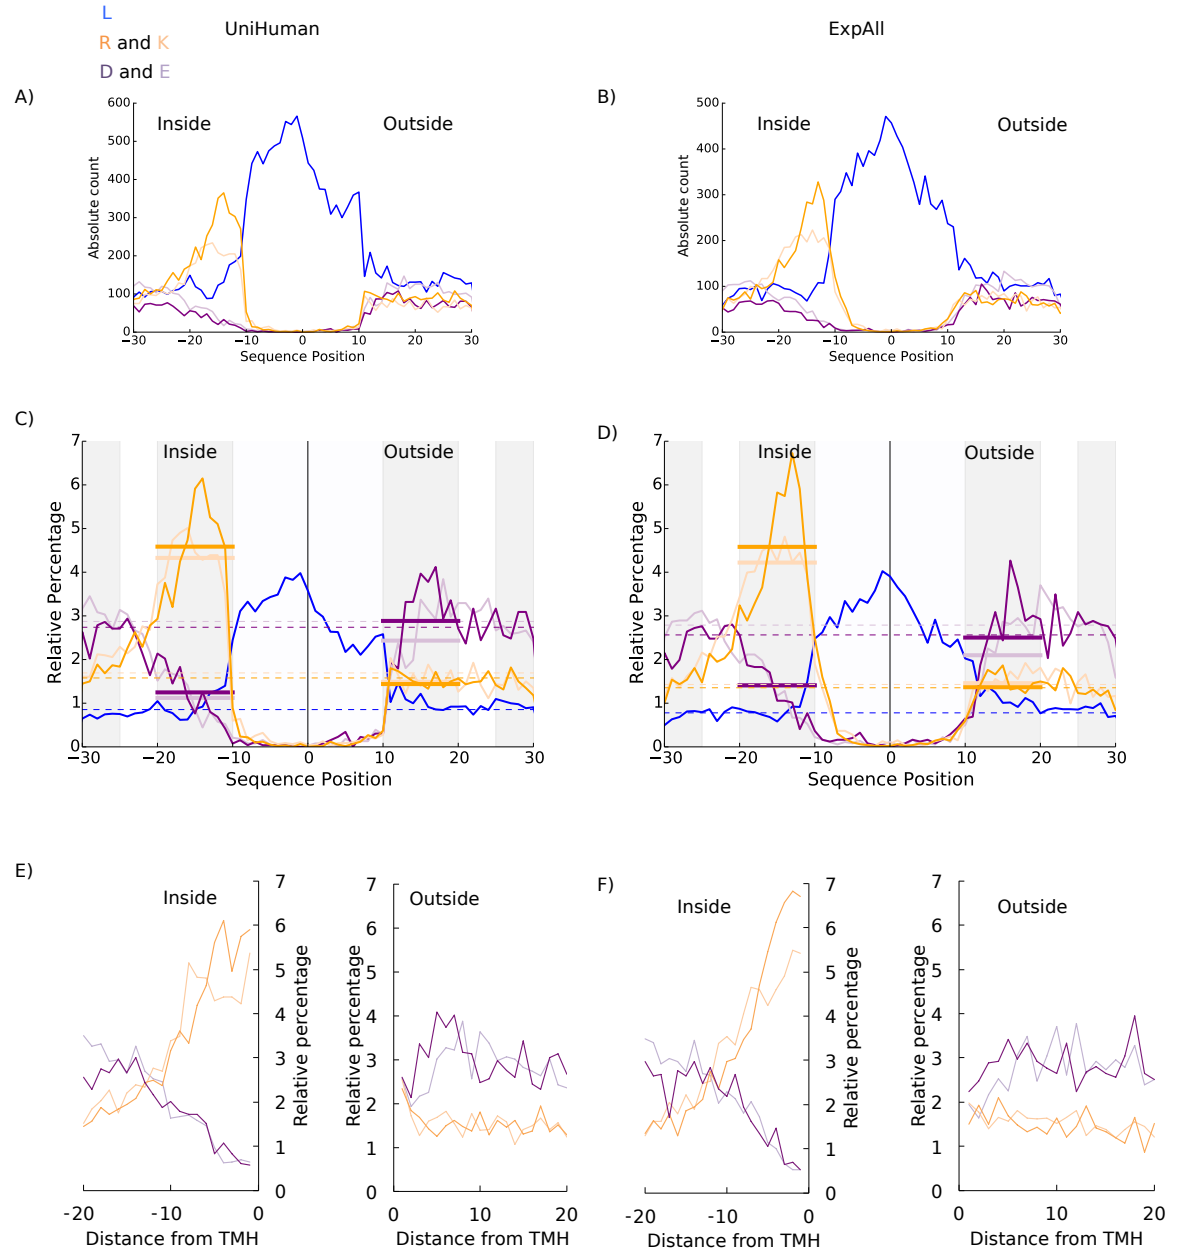 L
R and K
D and E
UniHuman
ExpAll
A)
Inside
Outside
Absolute count
600
500
400
300
200
100
0
−30
−20
−10
0
10
20
30
Sequence Position
B)
Inside
Outside
Absolute count
500
400
300
200
100
0
−30
−20
−10
0
10
20
30
Sequence Position
C)
Inside
Outside
Relative Percentage
7
6
5
4
3
2
1
0
−30
−20
−10
0
10
20
30
Sequence Position
D)
Inside
Outside
Relative Percentage
7
6
5
4
3
2
1
0
−30
−20
−10
0
10
20
30
Sequence Position
E)
Inside
7
6
5
4
3
2
1
0
Relative percentage
-20
-10
0
Distance from TMH
Outside
Relative percentage
7
6
5
4
3
2
1
0
0
10
20
Distance from TMH
F)
Inside
7
6
5
4
3
2
1
0
Relative percentage
-20
-10
0
Distance from TMH
Outside
Relative percentage
7
6
5
4
3
2
1
0
0
10
20
Distance from TMH